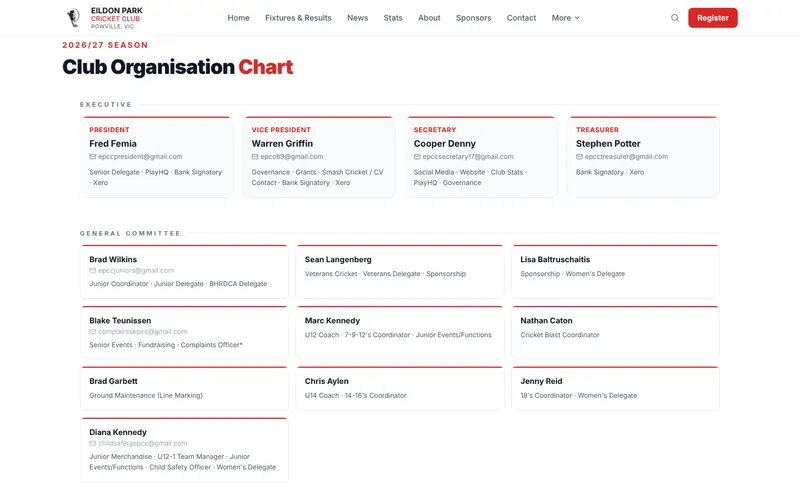 EILDON PARK
CRICKET CLUB
ROWVILLE, VIC
Home
Fixtures & Results
News
Stats
About
Sponsors
Contact
More
Register
2026/27 SEASON
Club Organisation Chart
EXECUTIVE
PRESIDENT
Fred Femia
epccpresident@gmail.com
Senior Delegate · PlayHQ · Bank Signatory
· Xero
VICE PRESIDENT
Warren Griffin
epcc69@gmail.com
Governance · Grants · Smash Cricket / CV
Contact · Bank Signatory · Xero
SECRETARY
Cooper Denny
epccsecretary17@gmail.com
Social Media · Website · Club Stats ·
PlayHQ · Governance
TREASURER
Stephen Potter
epcctreasurer@gmail.com
Bank Signatory · Xero
GENERAL COMMITTEE
Brad Wilkins
epccjuniors@gmail.com
Junior Coordinator · Junior Delegate · BHRDCA Delegate
Sean Langenberg
Veterans Cricket · Veterans Delegate · Sponsorship
Lisa Baltruschaitis
Sponsorship · Women's Delegate
Blake Teunissen
complaintsepcc@gmail.com
Senior Events · Fundraising · Complaints Officer*
Marc Kennedy
U12 Coach · 7-9-12's Coordinator · Junior Events/Functions
Nathan Caton
Cricket Blast Coordinator
Brad Garbett
Ground Maintenance (Line Marking)
Chris Aylen
U14 Coach · 14-16's Coordinator
Jenny Reid
18's Coordinator · Women's Delegate
Diana Kennedy
childsafetyepcc@gmail.com
Junior Merchandise · U12-1 Team Manager · Junior
Events/Functions · Child Safety Officer · Women's Delegate